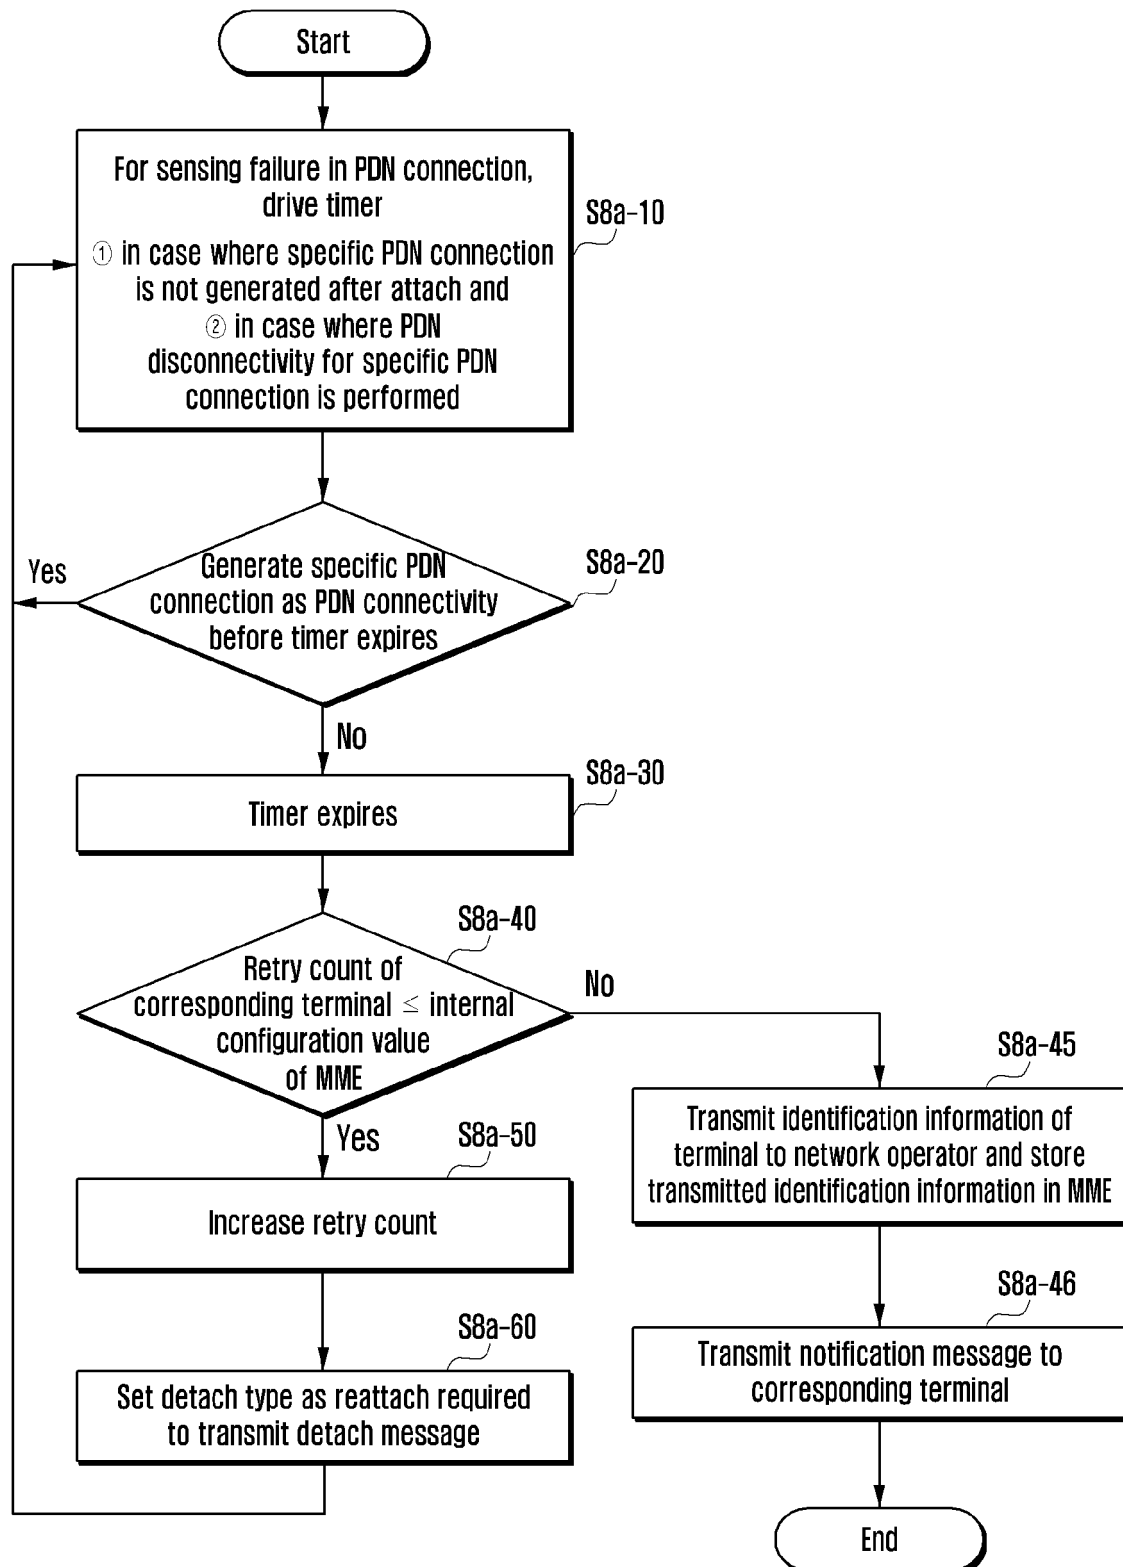 Start
For sensing failure in PDN connection,
drive timer
① in case where specific PDN connection
is not generated after attach and
② in case where PDN
disconnectivity for specific PDN
connection is performed
S8a-10
Generate specific PDN
connection as PDN connectivity
before timer expires
S8a-20
Yes
No
Timer expires
S8a-30
Retry count of
corresponding terminal ≤ internal
configuration value
of MME
S8a-40
No
Yes
S8a-45
Transmit identification information of
terminal to network operator and store
transmitted identification information in MME
S8a-50
Increase retry count
S8a-46
Transmit notification message to
corresponding terminal
S8a-60
Set detach type as reattach required
to transmit detach message
End